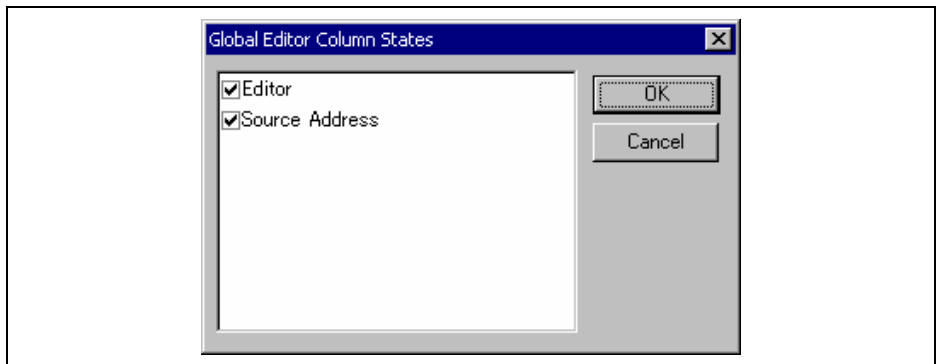 Global Editor Column States
Editor
Source Address
OK
Cancel